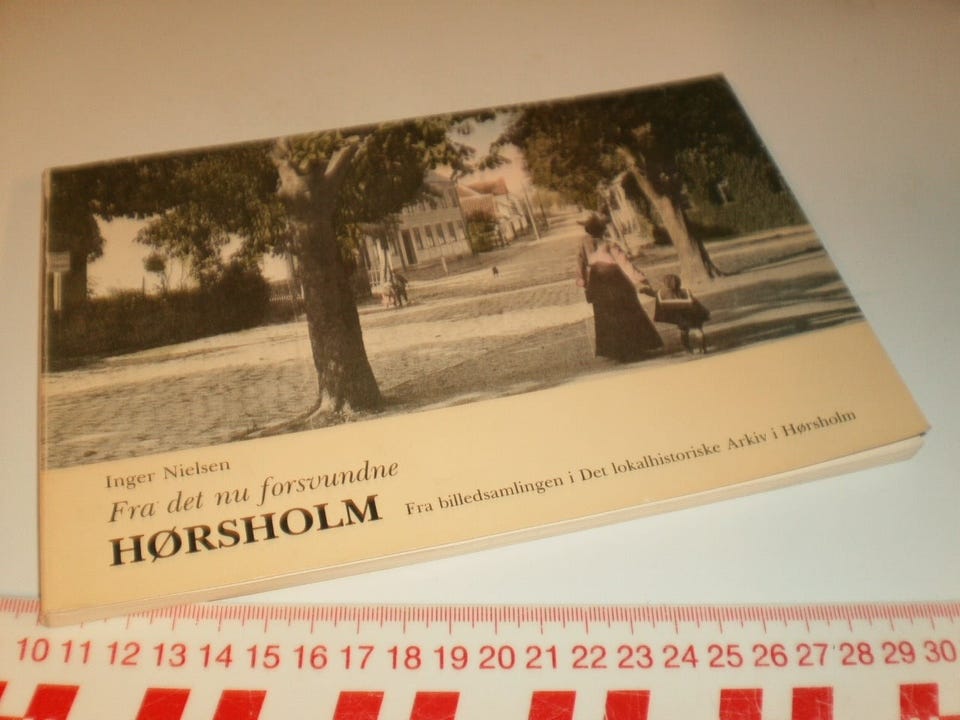 Inger Nielsen
Fra det nu forsvundne
HØRSHOLM
Fra billedsamlingen i Det lokalhistoriske Arkiv i Hørsholm
10 11 12 13 14 15 16 17 18 19 20 21 22 23 24 25 26 27 28 29 30